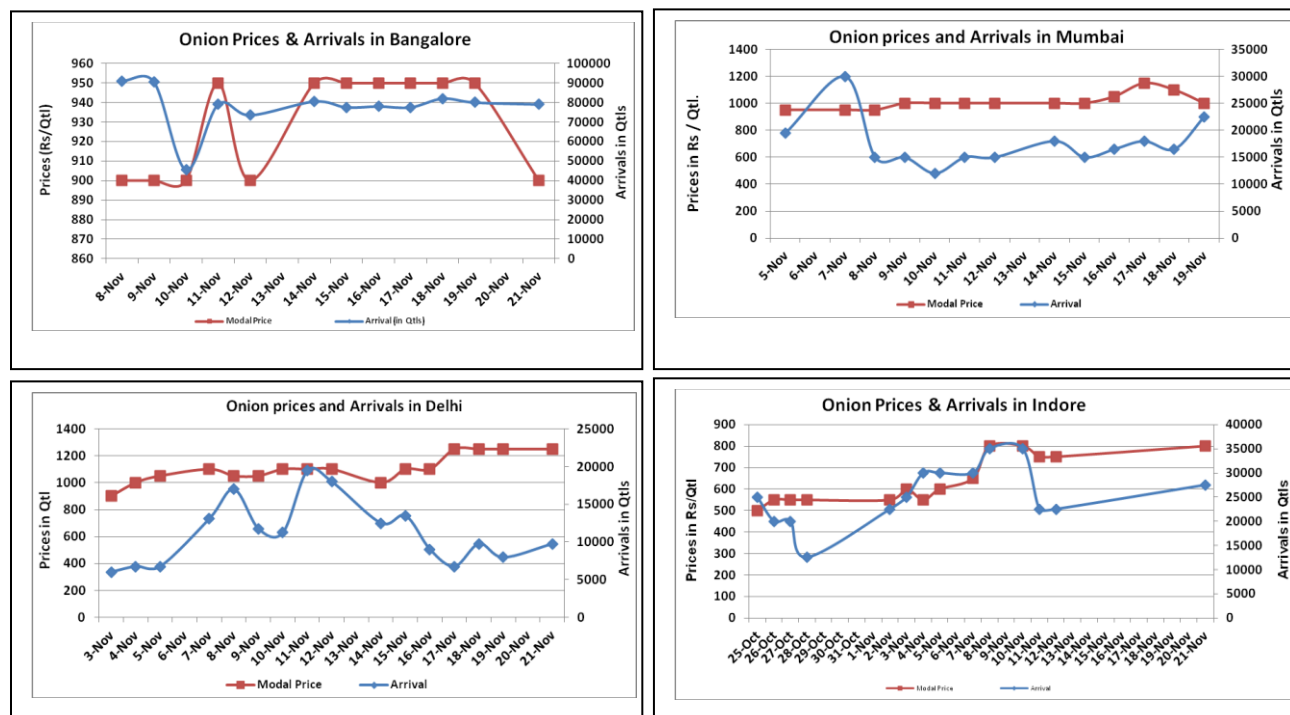 Onion Prices & Arrivals in Bangalore
Prices (Rs/Qtl)
960
950
940
930
920
910
900
890
880
870
860
100000
90000
80000
70000
60000
50000
40000
30000
20000
10000
0
Arrivals in Qtls
8-Nov
9-Nov
10-Nov
11-Nov
12-Nov
13-Nov
14-Nov
15-Nov
16-Nov
17-Nov
18-Nov
19-Nov
20-Nov
21-Nov
Modal Price
Arrival (in Qtls)
Onion prices and Arrivals in Mumbai
Prices in Rs / Qtl.
1400
1200
1000
800
600
400
200
0
35000
30000
25000
20000
15000
10000
5000
0
Arrivals in Qtls
5-Nov
6-Nov
7-Nov
8-Nov
9-Nov
10-Nov
11-Nov
12-Nov
13-Nov
14-Nov
15-Nov
16-Nov
17-Nov
18-Nov
19-Nov
Modal Price
Arrival
Onion prices and Arrivals in Delhi
Prices in Qtl
1400
1200
1000
800
600
400
200
0
25000
20000
15000
10000
5000
0
Arrivals in Qtls
3-Nov
4-Nov
5-Nov
6-Nov
7-Nov
8-Nov
9-Nov
10-Nov
11-Nov
12-Nov
13-Nov
14-Nov
15-Nov
16-Nov
17-Nov
18-Nov
19-Nov
20-Nov
21-Nov
Modal Price
Arrival
Onion Prices & Arrivals in Indore
Prices in Rs/Qtl
900
800
700
600
500
400
300
200
100
0
40000
35000
30000
25000
20000
15000
10000
5000
0
Arrivals in Qtls
25-Oct
26-Oct
27-Oct
28-Oct
29-Oct
30-Oct
31-Oct
1-Nov
2-Nov
3-Nov
4-Nov
5-Nov
6-Nov
7-Nov
8-Nov
9-Nov
10-Nov
11-Nov
12-Nov
13-Nov
14-Nov
15-Nov
16-Nov
17-Nov
18-Nov
19-Nov
20-Nov
21-Nov
Modal Price
Arrival